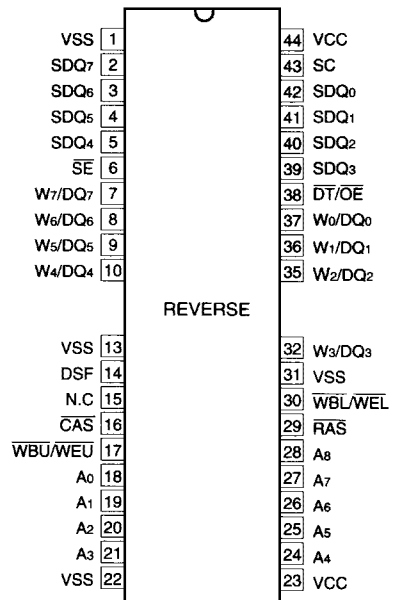 VSS 1 44 VCC
SDQ7 2 43 SC
SDQ6 3 42 SDQ0
SDQ5 4 41 SDQ1
SDQ4 5 40 SDQ2
SE 6 39 SDQ3
W7/DQ7 7 38 DT/OE
W6/DQ6 8 37 W0/DQ0
W5/DQ5 9 36 W1/DQ1
W4/DQ4 10 35 W2/DQ2
REVERSE
VSS 13 32 W3/DQ3
DSF 14 31 VSS
N.C 15 30 WBL/WEL
CAS 16 29 RAS
WBU/WEU 17 28 A8
A0 18 27 A7
A1 19 26 A6
A2 20 25 A5
A3 21 24 A4
VSS 22 23 VCC